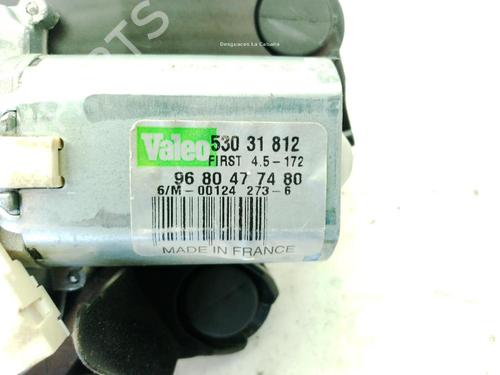 Desguaces La Cabaña
Valeo 530 31 812
FIRST 4.5-172
96 80 47 74 80
6/M-00124 273-6
MADE IN FRANCE